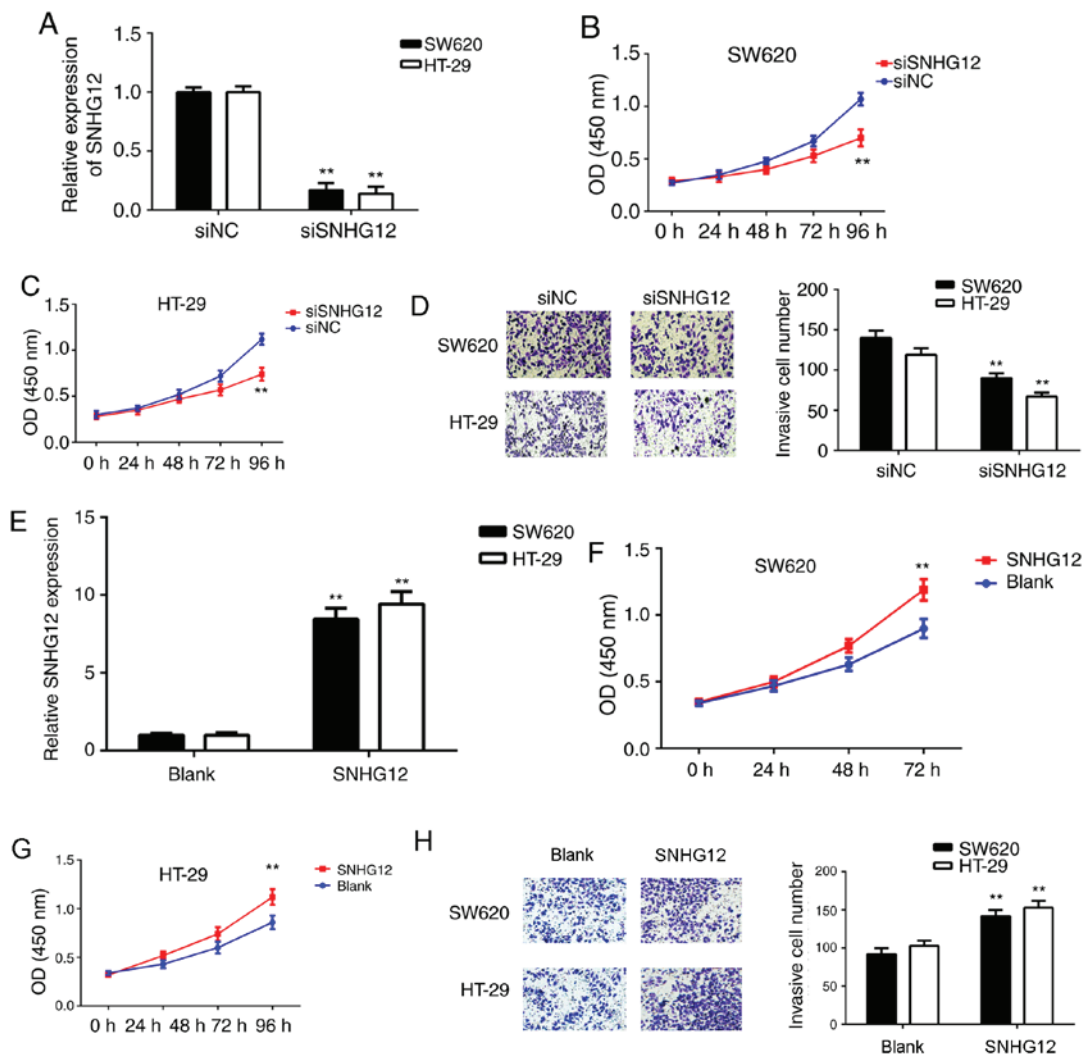 A
Relative expression
of SNHG12
1.5
1.0
0.5
0.0
SW620
HT-29
**
**
siNC
siSNHG12
B
SW620
siSNHG12
siNC
OD (450 nm)
1.5
1.0
0.5
0.0
**
0 h 24 h 48 h 72 h 96 h
C
HT-29
siSNHG12
siNC
OD (450 nm)
1.5
1.0
0.5
0.0
**
0 h 24 h 48 h 72 h 96 h
D
siNC siSNHG12
SW620
HT-29
Invasive cell number
200
150
100
50
0
SW620
HT-29
**
**
siNC siSNHG12
E
Relative SNHG12 expression
15
10
5
0
SW620
HT-29
**
**
Blank SNHG12
F
SW620
SNHG12
Blank
OD (450 nm)
1.5
1.0
0.5
0.0
**
0 h 24 h 48 h 72 h
G
HT-29
SNHG12
Blank
OD (450 nm)
1.5
1.0
0.5
0.0
**
0 h 24 h 48 h 72 h 96 h
H
Blank SNHG12
SW620
HT-29
Invasive cell number
200
150
100
50
0
SW620
HT-29
**
**
Blank SNHG12